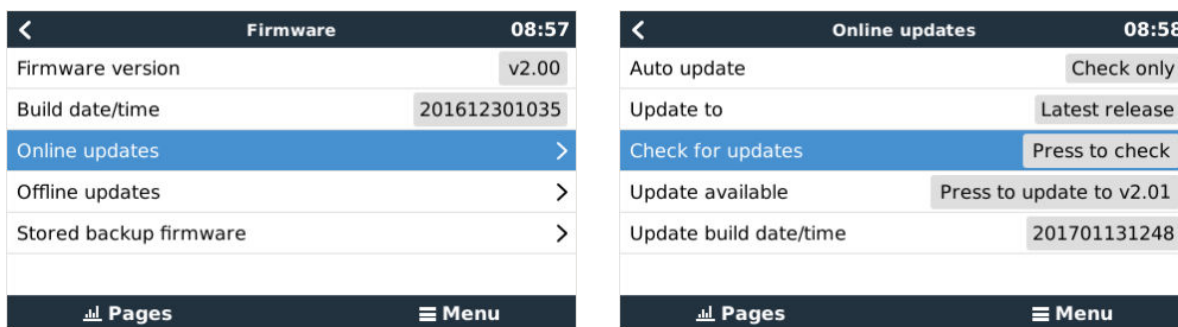 Firmware 08:57
Firmware version v2.00
Build date/time 201612301035
Online updates
Offline updates
Stored backup firmware
Pages Menu
Online updates 08:58
Auto update Check only
Update to Latest release
Check for updates Press to check
Update available Press to update to v2.01
Update build date/time 201701131248
Pages Menu